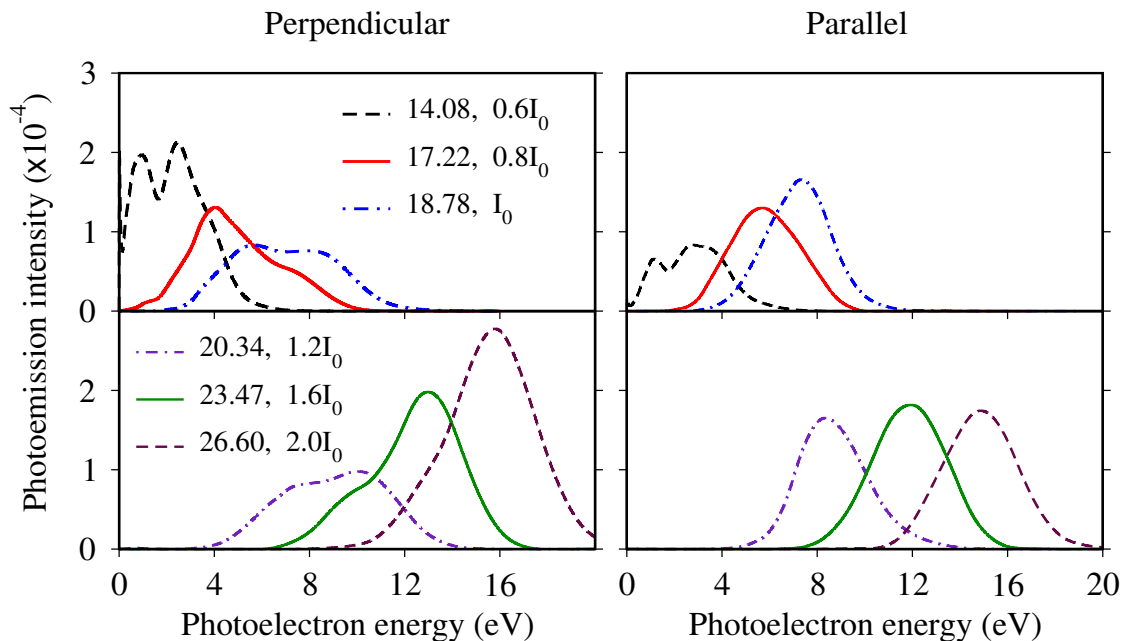 Perpendicular
Parallel
Photoemission intensity (x10⁻⁴)
3
2
1
0
14.08, 0.6I₀
17.22, 0.8I₀
18.78, I₀
2
1
0
20.34, 1.2I₀
23.47, 1.6I₀
26.60, 2.0I₀
0 4 8 12 16
0 4 8 12 16 20
Photoelectron energy (eV)
Photoelectron energy (eV)